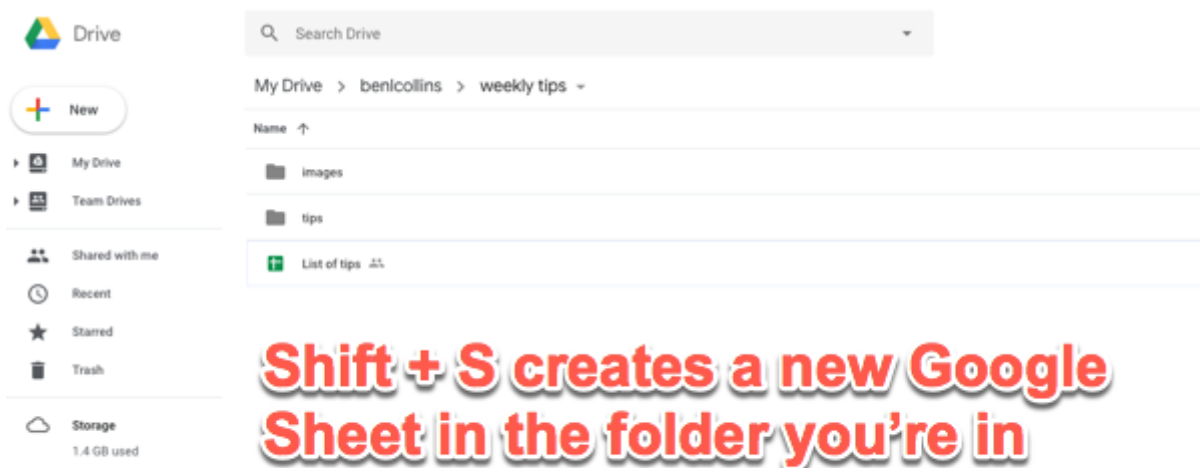 Drive
Search Drive
My Drive > benlcollins > weekly tips
New
Name
My Drive
images
Team Drives
tips
Shared with me
List of tips
Recent
Starred
Trash
Storage
1.4 GB used
Shift + S creates a new Google
Sheet in the folder you're in